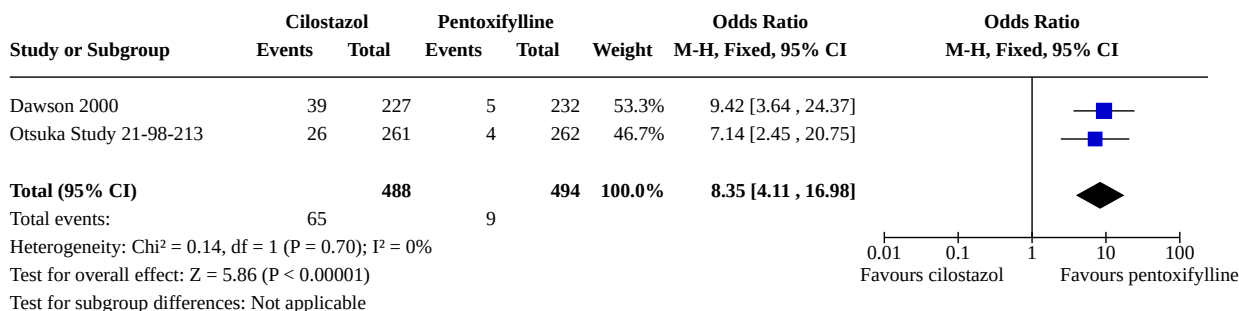 Cilostazol Pentoxifylline Odds Ratio Odds Ratio
Study or Subgroup Events Total Events Total Weight M-H, Fixed, 95% CI M-H, Fixed, 95% CI
Dawson 2000 39 227 5 232 53.3% 9.42 [3.64 , 24.37]
Otsuka Study 21-98-213 26 261 4 262 46.7% 7.14 [2.45 , 20.75]
Total (95% CI) 488 494 100.0% 8.35 [4.11 , 16.98]
Total events: 65 9
Heterogeneity: Chi² = 0.14, df = 1 (P = 0.70); I² = 0% 0.01 0.1 1 10 100
Test for overall effect: Z = 5.86 (P < 0.00001) Favours cilostazol Favours pentoxifylline
Test for subgroup differences: Not applicable